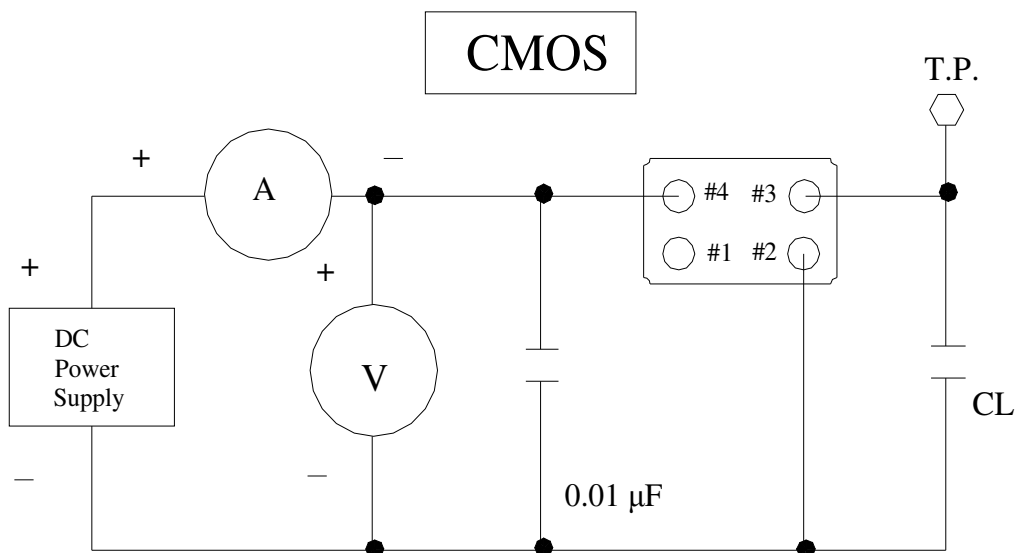 CMOS
T.P.
+
−
A
#4 #3
#1 #2
+
+
DC
Power
Supply
V
CL
−
−
0.01 μF